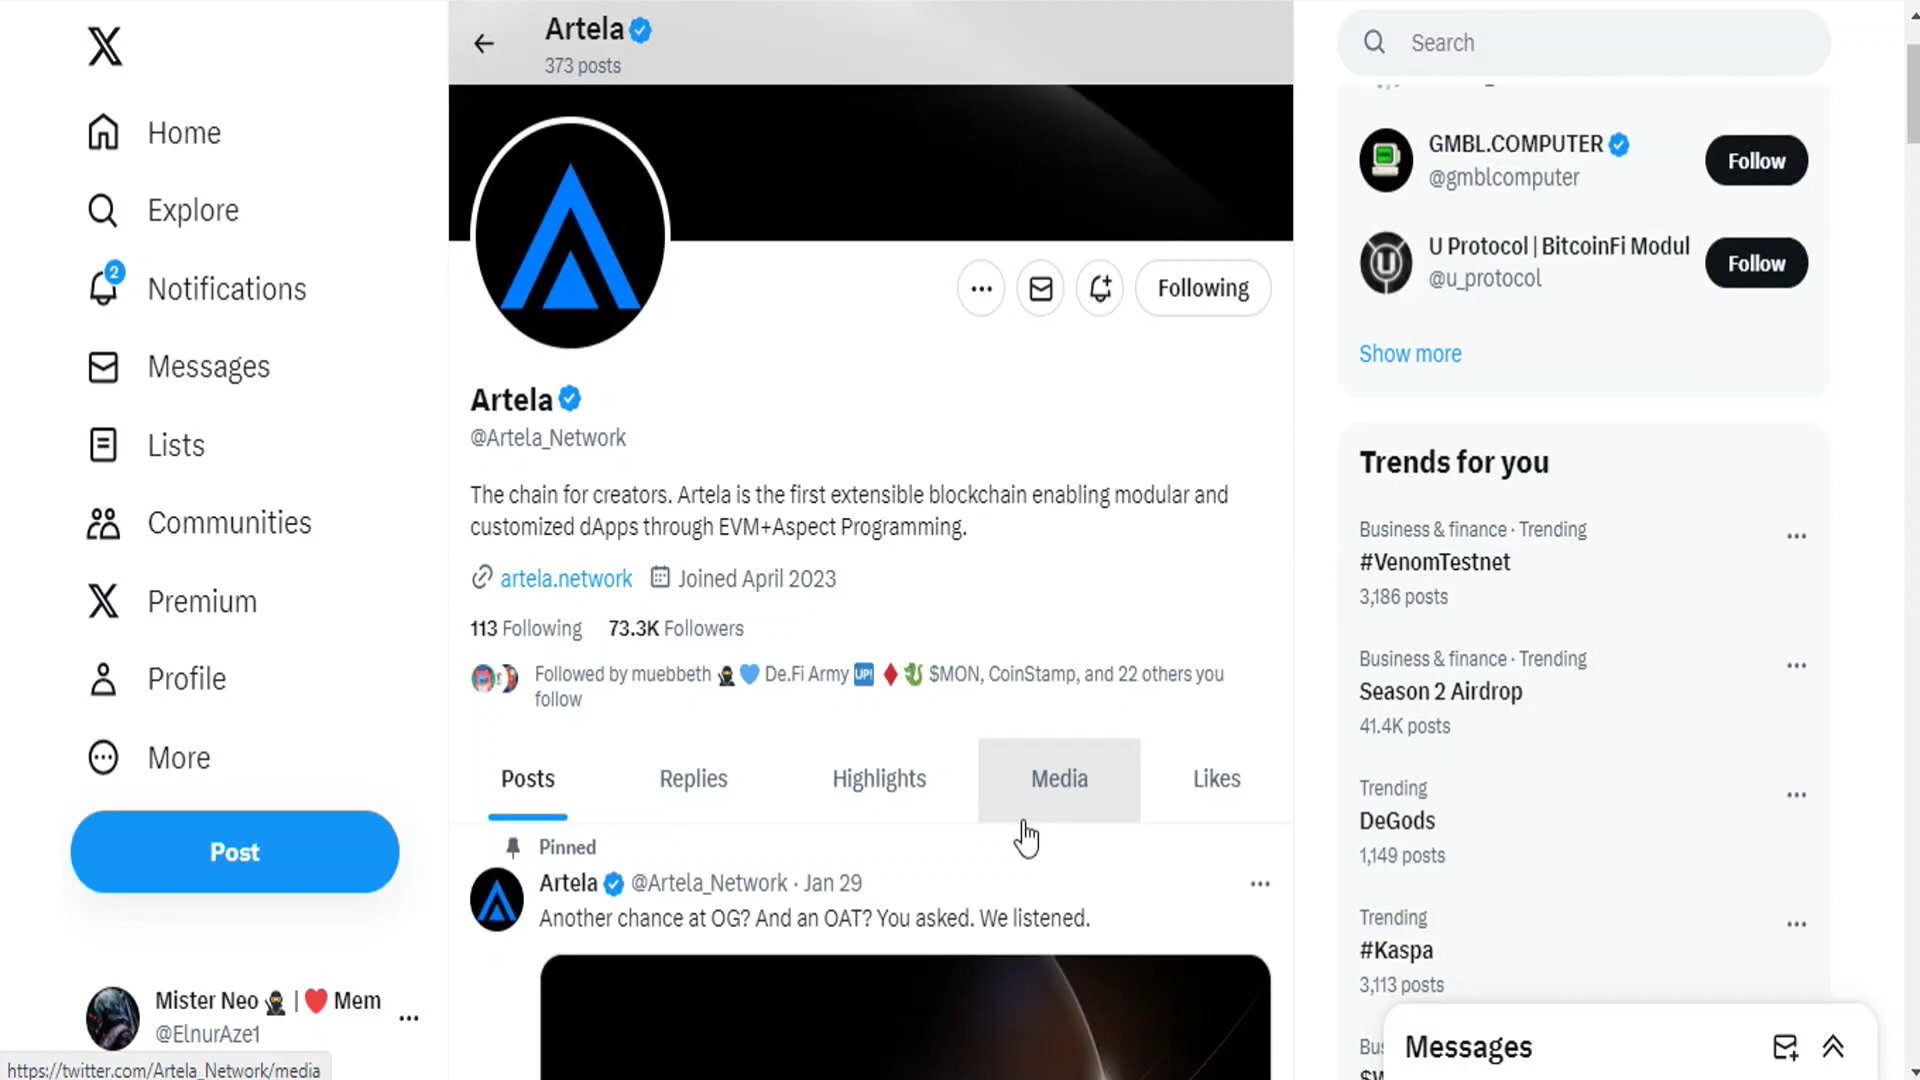 Home
Explore
2
Notifications
Messages
Lists
Communities
Premium
Profile
More
Post
Mister Neo | Mem
@ElnurAze1
https://twitter.com/Artela_Network/media
Artela
373 posts
Following
Artela
@Artela_Network
The chain for creators. Artela is the first extensible blockchain enabling modular and
customized dApps through EVM+Aspect Programming.
artela.network Joined April 2023
113 Following 73.3K Followers
Followed by muebbeth 🥷💙 De.Fi Army 🆙 ♦️🐉 $MON, CoinStamp, and 22 others you
follow
Posts Replies Highlights Media Likes
Pinned
Artela @Artela_Network · Jan 29
Another chance at OG? And an OAT? You asked. We listened.
Search
GMBL.COMPUTER
@gmblcomputer
Follow
U Protocol | BitcoinFi Modul
@u_protocol
Follow
Show more
Trends for you
Business & finance · Trending
#VenomTestnet
3,186 posts
Business & finance · Trending
Season 2 Airdrop
41.4K posts
Trending
DeGods
1,149 posts
Trending
#Kaspa
3,113 posts
Messages